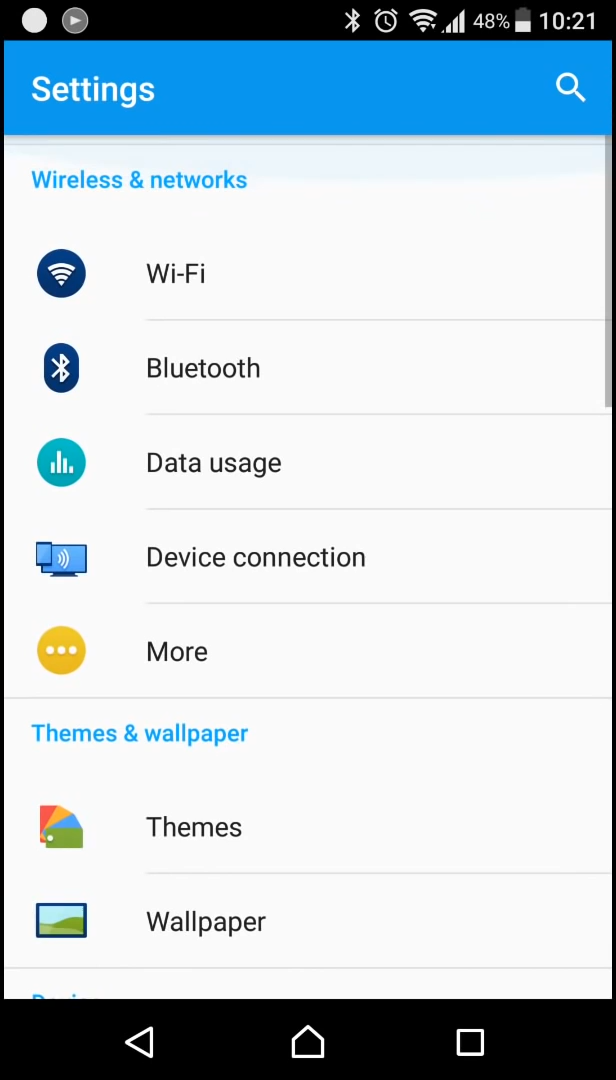 48% 10:21
Settings
Wireless & networks
Wi-Fi
Bluetooth
Data usage
Device connection
More
Themes & wallpaper
Themes
Wallpaper